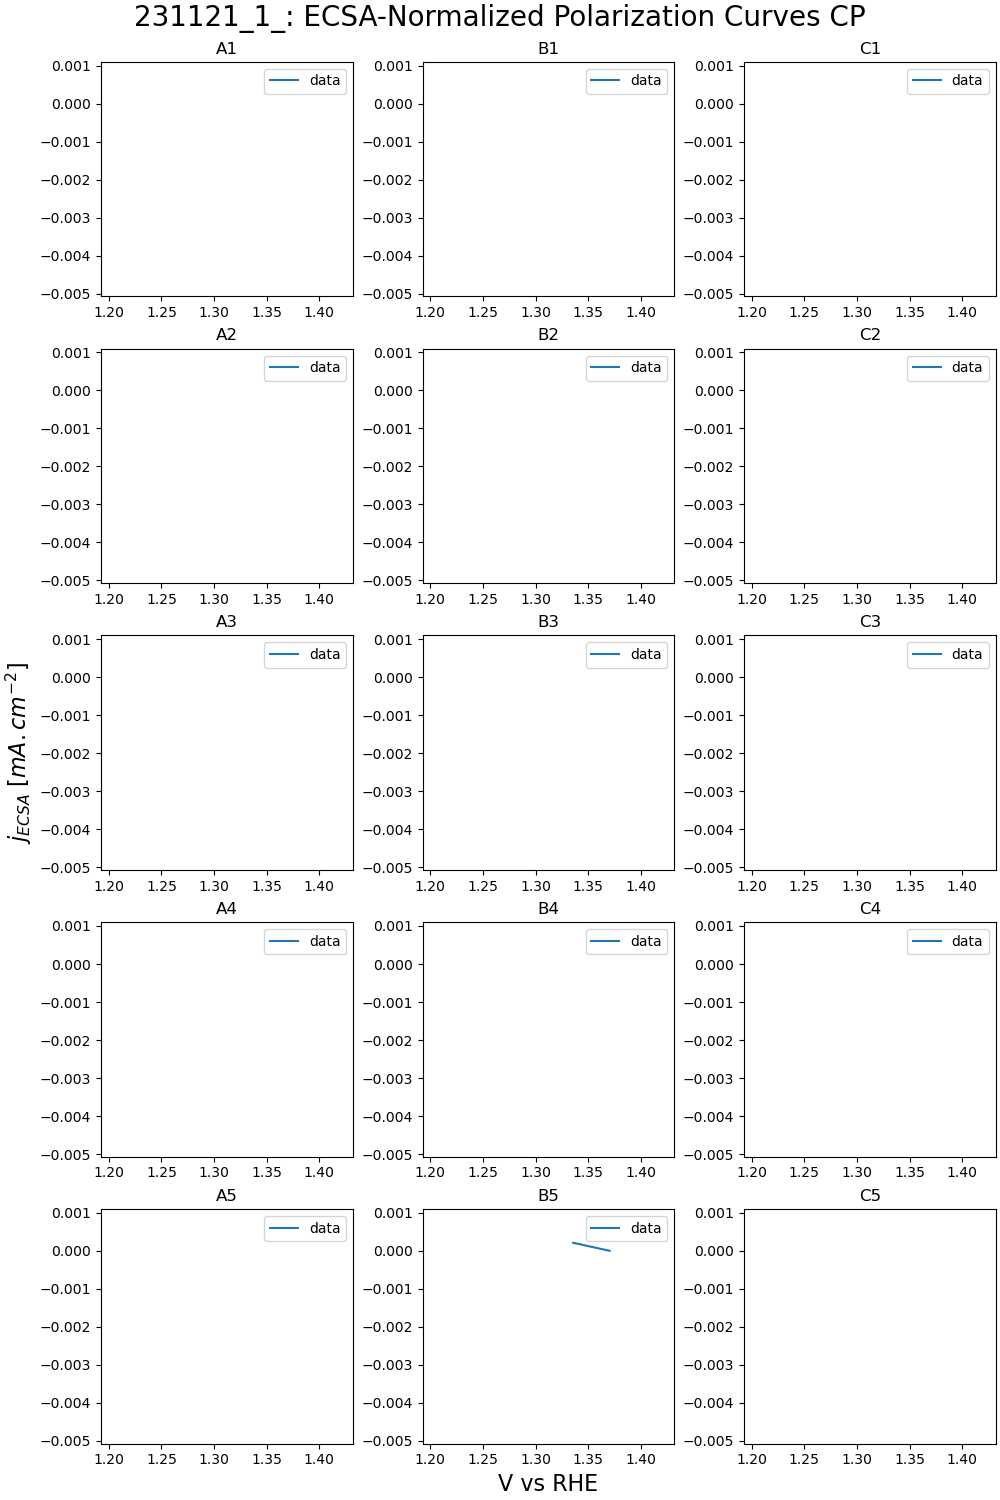 231121_1_: ECSA-Normalized Polarization Curves CP
A1 B1 C1
0.001 0.001 0.001
data data data
0.000 0.000 0.000
−0.001 −0.001 −0.001
−0.002 −0.002 −0.002
−0.003 −0.003 −0.003
−0.004 −0.004 −0.004
−0.005 −0.005 −0.005
1.20 1.25 1.30 1.35 1.40 1.20 1.25 1.30 1.35 1.40 1.20 1.25 1.30 1.35 1.40
A2 B2 C2
0.001 0.001 0.001
data data data
0.000 0.000 0.000
−0.001 −0.001 −0.001
−0.002 −0.002 −0.002
−0.003 −0.003 −0.003
−0.004 −0.004 −0.004
−0.005 −0.005 −0.005
1.20 1.25 1.30 1.35 1.40 1.20 1.25 1.30 1.35 1.40 1.20 1.25 1.30 1.35 1.40
A3 B3 C3
0.001 0.001 0.001
data data data
0.000 0.000 0.000
−0.001 −0.001 −0.001
−0.002 −0.002 −0.002
−0.003 −0.003 −0.003
−0.004 −0.004 −0.004
−0.005 −0.005 −0.005
1.20 1.25 1.30 1.35 1.40 1.20 1.25 1.30 1.35 1.40 1.20 1.25 1.30 1.35 1.40
j_{ECSA} [mA.cm^{−2}]
A4 B4 C4
0.001 0.001 0.001
data data data
0.000 0.000 0.000
−0.001 −0.001 −0.001
−0.002 −0.002 −0.002
−0.003 −0.003 −0.003
−0.004 −0.004 −0.004
−0.005 −0.005 −0.005
1.20 1.25 1.30 1.35 1.40 1.20 1.25 1.30 1.35 1.40 1.20 1.25 1.30 1.35 1.40
A5 B5 C5
0.001 0.001 0.001
data data
0.000 0.000 0.000
−0.001 −0.001 −0.001
−0.002 −0.002 −0.002
−0.003 −0.003 −0.003
−0.004 −0.004 −0.004
−0.005 −0.005 −0.005
1.20 1.25 1.30 1.35 1.40 1.20 1.25 1.30 1.35 1.40 1.20 1.25 1.30 1.35 1.40
V vs RHE